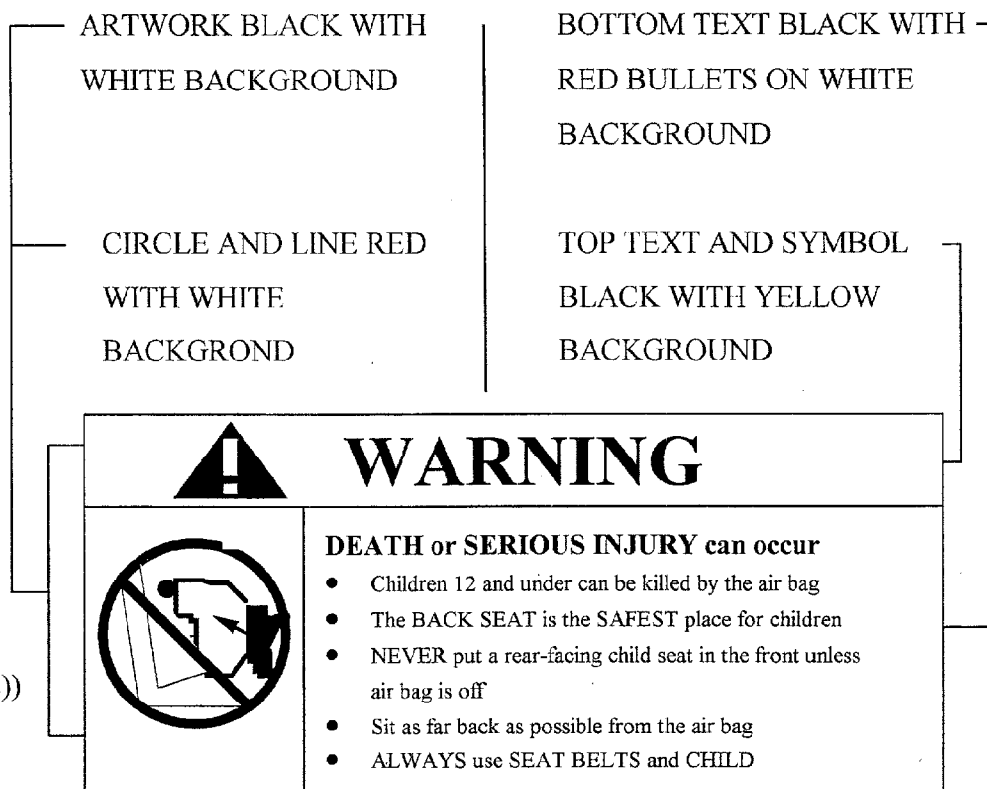 ARTWORK BLACK WITH
WHITE BACKGROUND
BOTTOM TEXT BLACK WITH
RED BULLETS ON WHITE
BACKGROUND
CIRCLE AND LINE RED
WITH WHITE
BACKGROND
TOP TEXT AND SYMBOL
BLACK WITH YELLOW
BACKGROUND
! WARNING
DEATH or SERIOUS INJURY can occur
• Children 12 and under can be killed by the air bag
• The BACK SEAT is the SAFEST place for children
• NEVER put a rear-facing child seat in the front unless
air bag is off
• Sit as far back as possible from the air bag
• ALWAYS use SEAT BELTS and CHILD
))